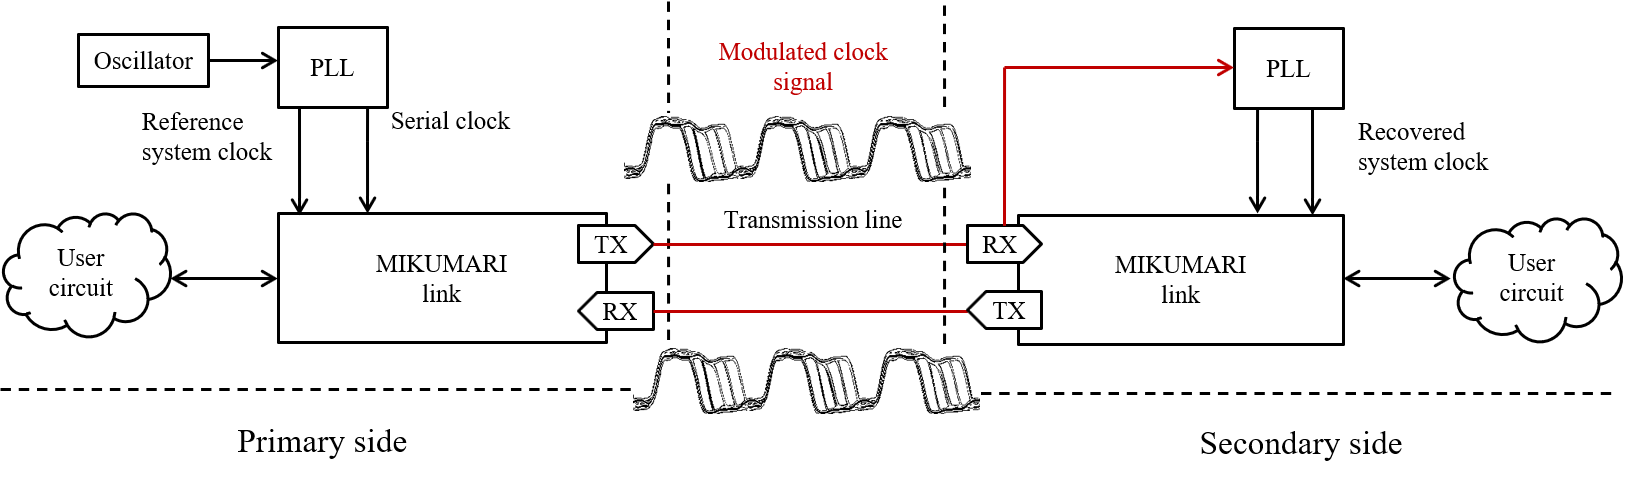 Oscillator
PLL
Modulated clock
signal
PLL
Reference
system clock
Serial clock
Recovered
system clock
User
circuit
MIKUMARI
link
TX
RX
Transmission line
RX
TX
MIKUMARI
link
User
circuit
Primary side
Secondary side